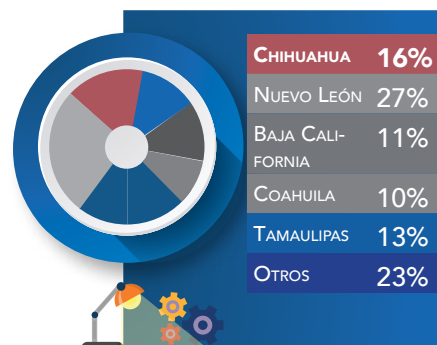 Chihuahua 16%
Nuevo León 27%
Baja Cali-
fornia 11%
Coahuila 10%
Tamaulipas 13%
Otros 23%